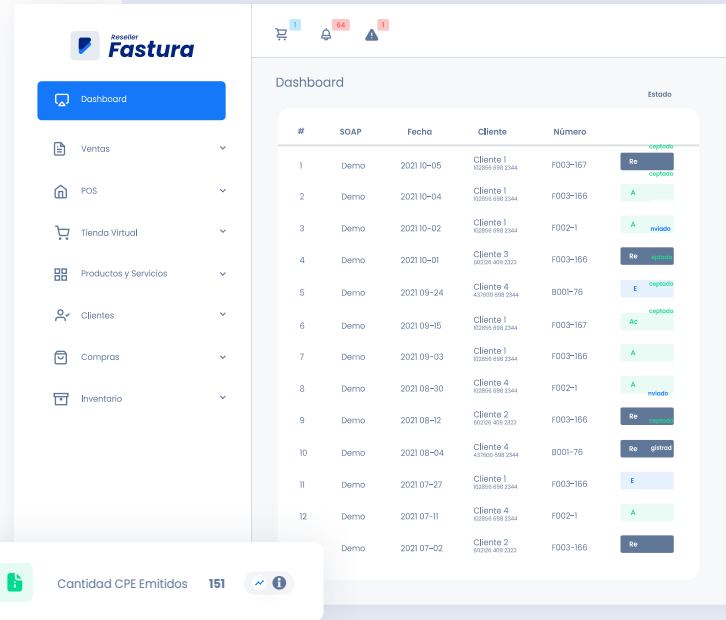 Reseller
Fastura
1
64
1
Dashboard
Ventas
POS
Tienda Virtual
Productos y Servicios
Clientes
Compras
Inventario
Dashboard
Estado
# SOAP Fecha Cliente Número
ceptado
1 Demo 2021 10-05 Cliente 1 F003-167 Re
102856 698 2344
ceptado
2 Demo 2021 10-04 Cliente 1 F003-166 A
102856 698 2344
3 Demo 2021 10-02 Cliente 1 F002-1 A
102856 698 2344
nviado
4 Demo 2021 10-01 Cliente 3 F003-166 Re eptado
602126 409 2323
ceptado
5 Demo 2021 09-24 Cliente 4 B001-76 E
437600 698 2344
ceptado
6 Demo 2021 09-15 Cliente 1 F003-167 Ac
102856 698 2344
7 Demo 2021 09-03 Cliente 1 F003-166 A
102856 698 2344
8 Demo 2021 08-30 Cliente 4 F002-1 A
102856 698 2344
nviado
9 Demo 2021 08-12 Cliente 2 F003-166 Re ceptado
602126 409 2323
10 Demo 2021 08-04 Cliente 4 B001-76 Re gistrad
437600 698 2344
11 Demo 2021 07-27 Cliente 1 F003-166 E
102856 698 2344
12 Demo 2021 07-11 Cliente 4 F002-1 A
102856 698 2344
Demo 2021 07-02 Cliente 2 F003-166 Re
602126 409 2323
Cantidad CPE Emitidos 151